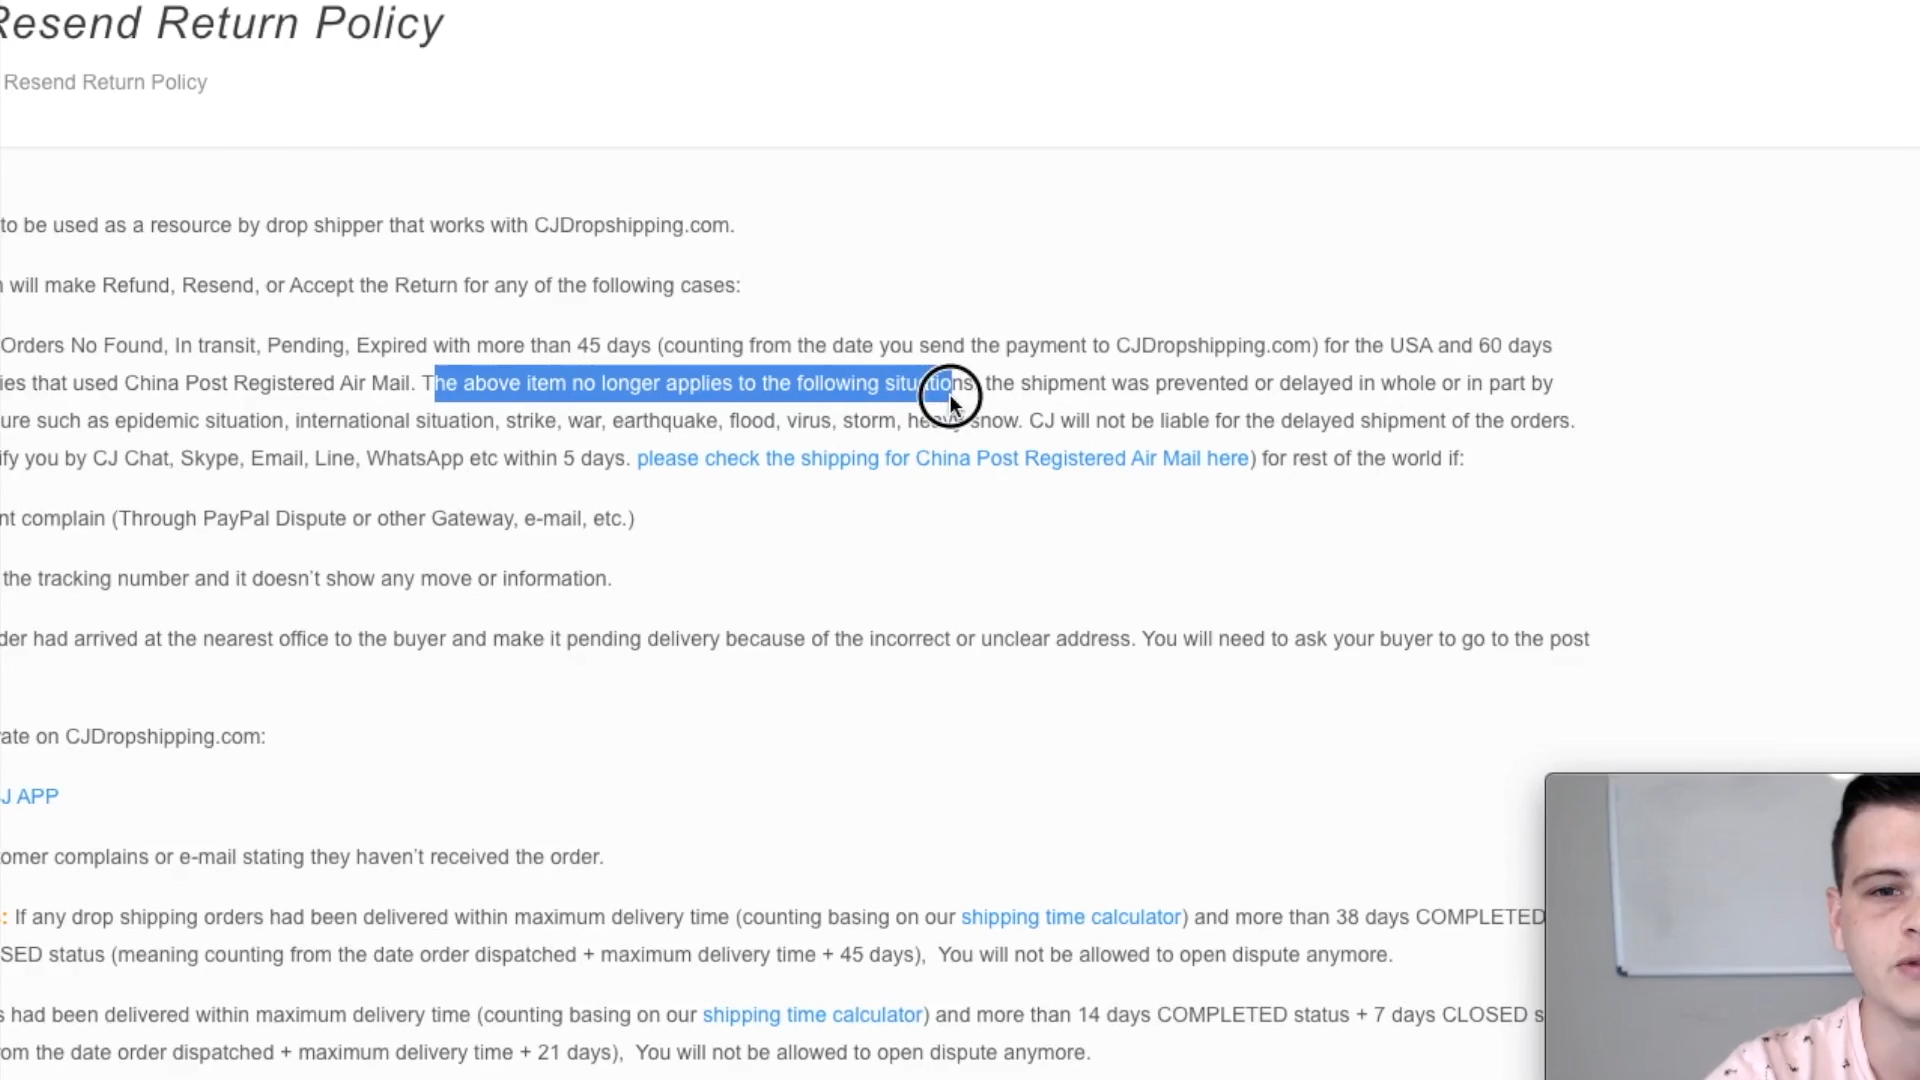 Resend Return Policy
Resend Return Policy
to be used as a resource by drop shipper that works with CJDropshipping.com.
will make Refund, Resend, or Accept the Return for any of the following cases:
Orders No Found, In transit, Pending, Expired with more than 45 days (counting from the date you send the payment to CJDropshipping.com) for the USA and 60 days
ies that used China Post Registered Air Mail. The above item no longer applies to the following situations, the shipment was prevented or delayed in whole or in part by
ure such as epidemic situation, international situation, strike, war, earthquake, flood, virus, storm, heavy snow. CJ will not be liable for the delayed shipment of the orders.
ify you by CJ Chat, Skype, Email, Line, WhatsApp etc within 5 days. please check the shipping for China Post Registered Air Mail here) for rest of the world if:
nt complain (Through PayPal Dispute or other Gateway, e-mail, etc.)
the tracking number and it doesn't show any move or information.
der had arrived at the nearest office to the buyer and make it pending delivery because of the incorrect or unclear address. You will need to ask your buyer to go to the post
ate on CJDropshipping.com:
J APP
omer complains or e-mail stating they haven't received the order.
: If any drop shipping orders had been delivered within maximum delivery time (counting basing on our shipping time calculator) and more than 38 days COMPLETED
SED status (meaning counting from the date order dispatched + maximum delivery time + 45 days), You will not be allowed to open dispute anymore.
s had been delivered within maximum delivery time (counting basing on our shipping time calculator) and more than 14 days COMPLETED status + 7 days CLOSED s
om the date order dispatched + maximum delivery time + 21 days), You will not be allowed to open dispute anymore.